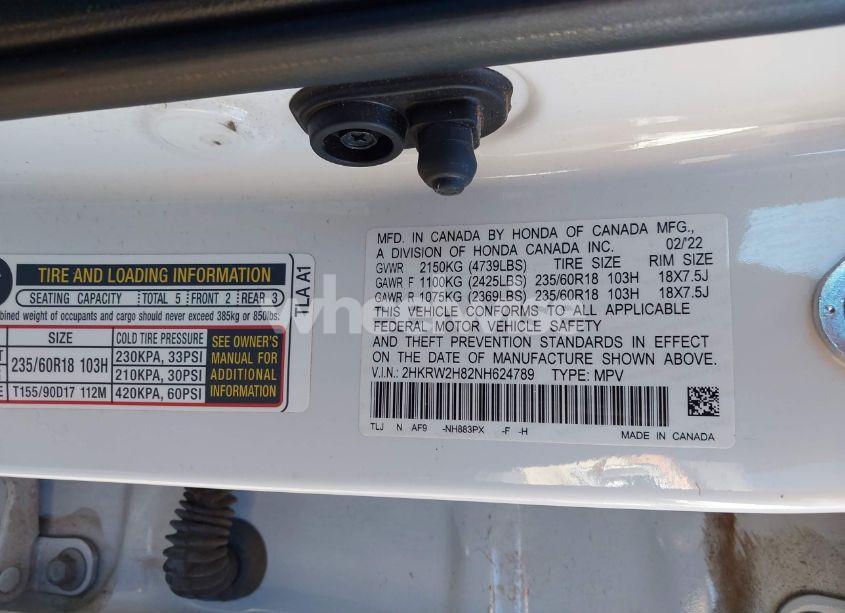 TIRE AND LOADING INFORMATION
SEATING CAPACITY TOTAL 5 FRONT 2 REAR 3
weight of occupants and cargo should never exceed 385kg or 850lbs.
SIZE COLD TIRE PRESSURE
235/60R18 103H 230KPA, 33PSI
210KPA, 30PSI
T155/90D17 112M 420KPA, 60PSI
SEE OWNER'S
MANUAL FOR
ADDITIONAL
INFORMATION
TLAA A1
MFD. IN CANADA BY HONDA OF CANADA MFG.,
A DIVISION OF HONDA CANADA INC. 02/'22
GVWR 2150KG (4739LBS) TIRE SIZE RIM SIZE
GAWR F 1100KG (2425LBS) 235/60R18 103H 18X7.5J
GAWR R 1075KG (2369LBS) 235/60R18 103H 18X7.5J
THIS VEHICLE CONFORMS TO ALL APPLICABLE
FEDERAL MOTOR VEHICLE SAFETY
AND THEFT PREVENTION STANDARDS IN EFFECT
ON THE DATE OF MANUFACTURE SHOWN ABOVE.
V.I.N.: 2HKRW2H82NH624789 TYPE: MPV
TLJ N AF9 -NH883PX -F -H
MADE IN CANADA